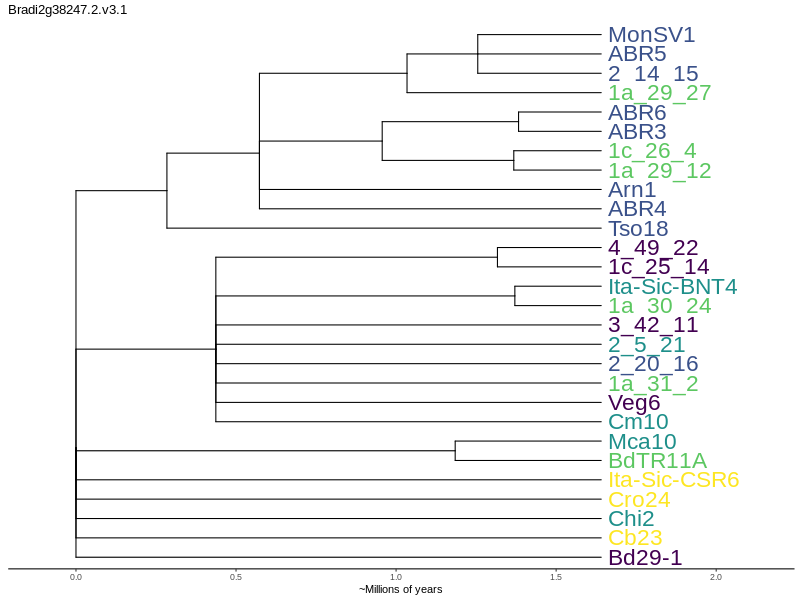 Bradi2g38247.2.v3.1
MonSV1
ABR5
2_14_15
1a_29_27
ABR6
ABR3
1c_26_4
1a_29_12
Arn1
ABR4
Tso18
4_49_22
1c_25_14
Ita-Sic-BNT4
1a_30_24
3_42_11
2_5_21
2_20_16
1a_31_2
Veg6
Cm10
Mca10
BdTR11A
Ita-Sic-CSR6
Cro24
Chi2
Cb23
Bd29-1
0.0 0.5 1.0 1.5 2.0
~Millions of years